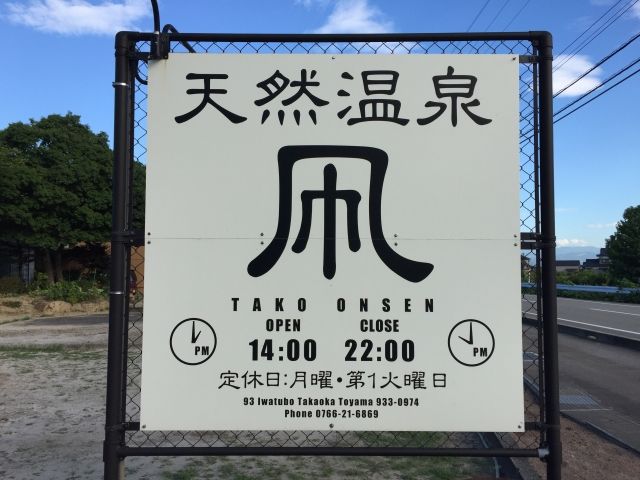 天然温泉
凧
TAKO ONSEN
OPEN CLOSE
14:00 22:00
PM PM
定休日:月曜・第1火曜日
93 Iwatubo Takaoka Toyama 933-0974
Phone 0766-21-6869